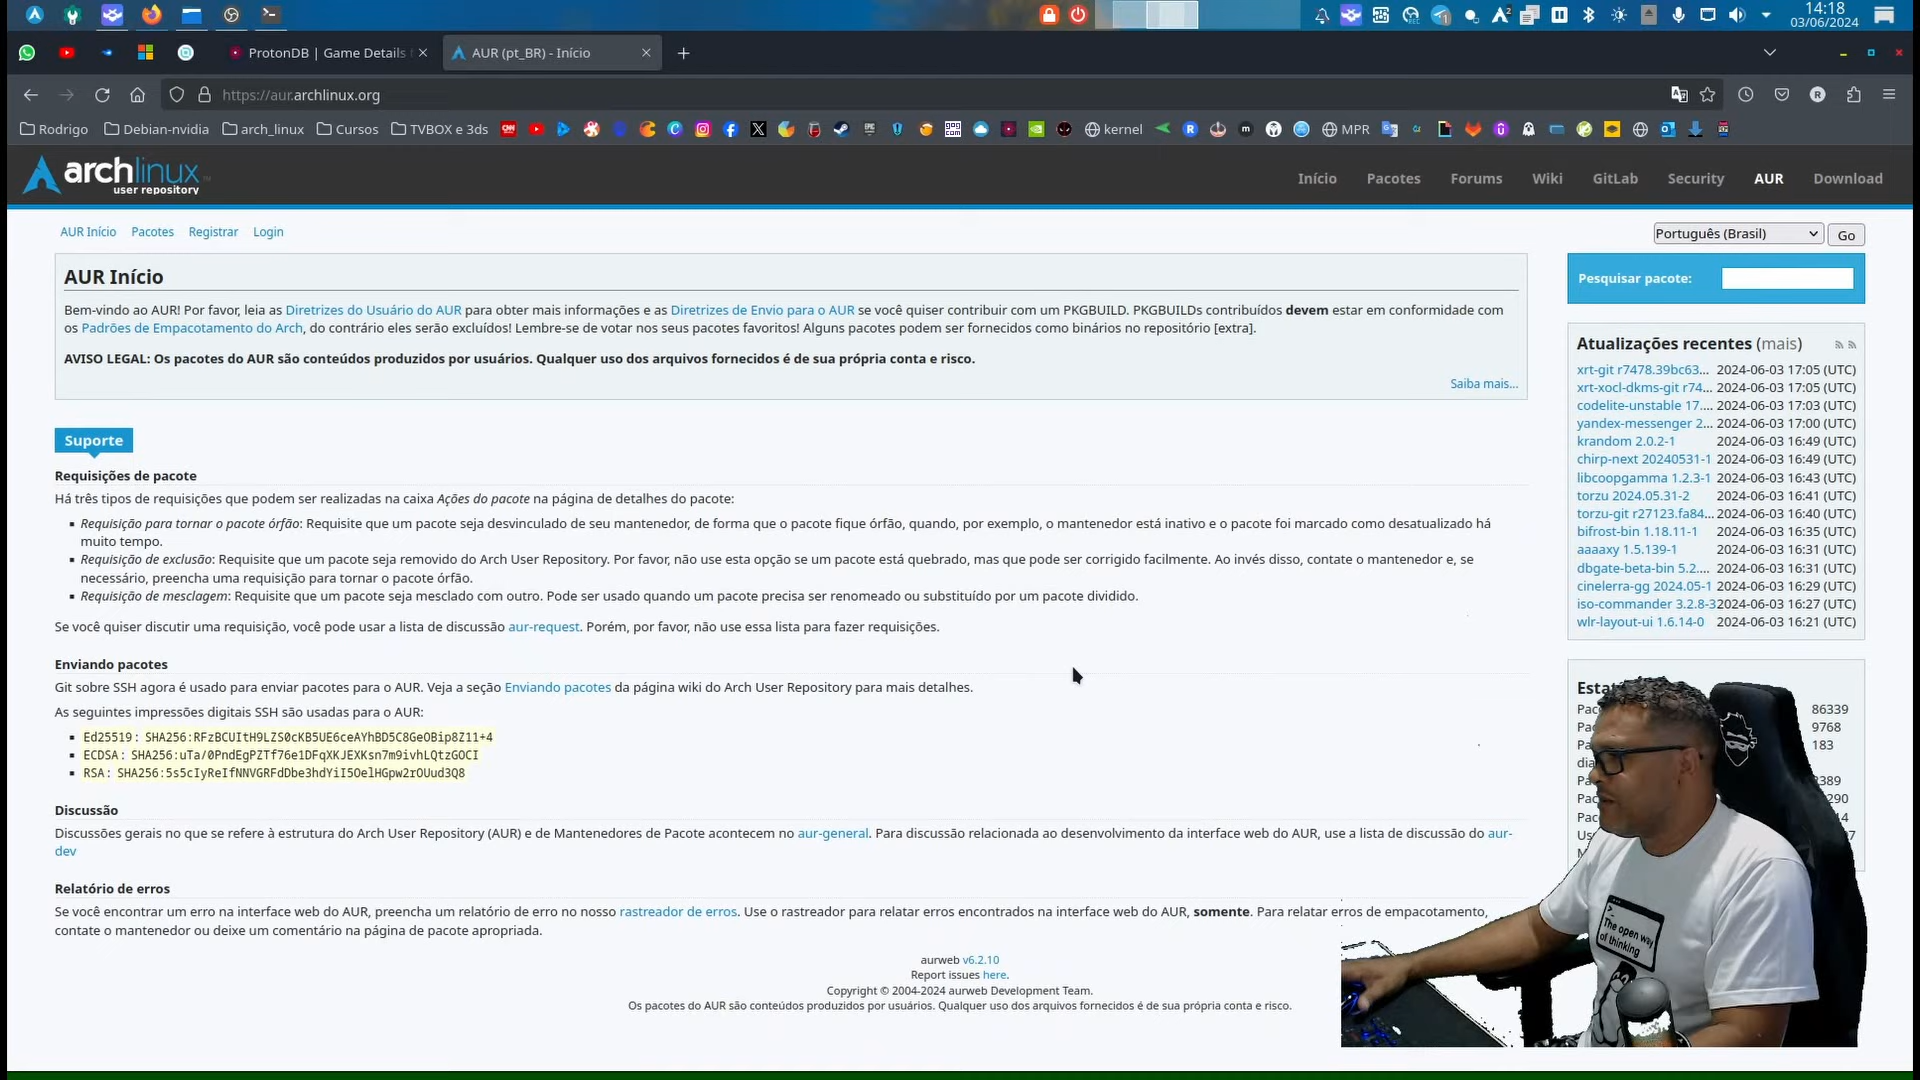 14:18
03/06/2024
ProtonDB | Game Details
AUR (pt_BR) - Início
https://aur.archlinux.org
Rodrigo
Debian-nvidia
arch_linux
Cursos
TVBOX e 3ds
kernel
MPR
archlinux
user repository
Início
Pacotes
Forums
Wiki
GitLab
Security
AUR
Download
AUR Início
Pacotes
Registrar
Login
Português (Brasil)
Go
AUR Início
Bem-vindo ao AUR! Por favor, leia as Diretrizes do Usuário do AUR para obter mais informações e as Diretrizes de Envio para o AUR se você quiser contribuir com um PKGBUILD. PKGBUILDs contribuídos devem estar em conformidade com
os Padrões de Empacotamento do Arch, do contrário eles serão excluídos! Lembre-se de votar nos seus pacotes favoritos! Alguns pacotes podem ser fornecidos como binários no repositório [extra].
AVISO LEGAL: Os pacotes do AUR são conteúdos produzidos por usuários. Qualquer uso dos arquivos fornecidos é de sua própria conta e risco.
Saiba mais...
Suporte
Requisições de pacote
Há três tipos de requisições que podem ser realizadas na caixa Ações do pacote na página de detalhes do pacote:
Requisição para tornar o pacote órfão: Requisite que um pacote seja desvinculado de seu mantenedor, de forma que o pacote fique órfão, quando, por exemplo, o mantenedor está inativo e o pacote foi marcado como desatualizado há
muito tempo.
Requisição de exclusão: Requisite que um pacote seja removido do Arch User Repository. Por favor, não use esta opção se um pacote está quebrado, mas que pode ser corrigido facilmente. Ao invés disso, contate o mantenedor e, se
necessário, preencha uma requisição para tornar o pacote órfão.
Requisição de mesclagem: Requisite que um pacote seja mesclado com outro. Pode ser usado quando um pacote precisa ser renomeado ou substituído por um pacote dividido.
Se você quiser discutir uma requisição, você pode usar a lista de discussão aur-request. Porém, por favor, não use essa lista para fazer requisições.
Enviando pacotes
Git sobre SSH agora é usado para enviar pacotes para o AUR. Veja a seção Enviando pacotes da página wiki do Arch User Repository para mais detalhes.
As seguintes impressões digitais SSH são usadas para o AUR:
Ed25519: SHA256:RFzBCUItH9LZS0cKB5UE6ceAYhBD5C8GeOBip8Z11+4
ECDSA: SHA256:uTa/0PndEgPZTf76e1DFqXKJEXKsn7m9ivhLQtzGOCI
RSA: SHA256:5s5cIyReIfNNVGRFdDbe3hdYiI5OelHGpw2rOUud3Q8
Discussão
Discussões gerais no que se refere à estrutura do Arch User Repository (AUR) e de Mantenedores de Pacote acontecem no aur-general. Para discussão relacionada ao desenvolvimento da interface web do AUR, use a lista de discussão do aur-
dev
Relatório de erros
Se você encontrar um erro na interface web do AUR, preencha um relatório de erro no nosso rastreador de erros. Use o rastreador para relatar erros encontrados na interface web do AUR, somente. Para relatar erros de empacotamento,
contate o mantenedor ou deixe um comentário na página de pacote apropriada.
aurweb v6.2.10
Report issues here.
Copyright © 2004-2024 aurweb Development Team.
Os pacotes do AUR são conteúdos produzidos por usuários. Qualquer uso dos arquivos fornecidos é de sua própria conta e risco.
Pesquisar pacote:
Atualizações recentes (mais)
xrt-git r7478.39bc63... 2024-06-03 17:05 (UTC)
xrt-xocl-dkms-git r74... 2024-06-03 17:05 (UTC)
codelite-unstable 17.... 2024-06-03 17:03 (UTC)
yandex-messenger 2... 2024-06-03 17:00 (UTC)
krandom 2.0.2-1 2024-06-03 16:49 (UTC)
chirp-next 20240531-1 2024-06-03 16:49 (UTC)
libcoopgamma 1.2.3-1 2024-06-03 16:43 (UTC)
torzu 2024.05.31-2 2024-06-03 16:41 (UTC)
torzu-git r27123.fa84... 2024-06-03 16:40 (UTC)
bifrost-bin 1.18.11-1 2024-06-03 16:35 (UTC)
aaaaxy 1.5.139-1 2024-06-03 16:31 (UTC)
dbgate-beta-bin 5.2.... 2024-06-03 16:31 (UTC)
cinelerra-gg 2024.05-1 2024-06-03 16:29 (UTC)
iso-commander 3.2.8-3 2024-06-03 16:27 (UTC)
wlr-layout-ui 1.6.14-0 2024-06-03 16:21 (UTC)
86339
9768
183
The open way
of thinking